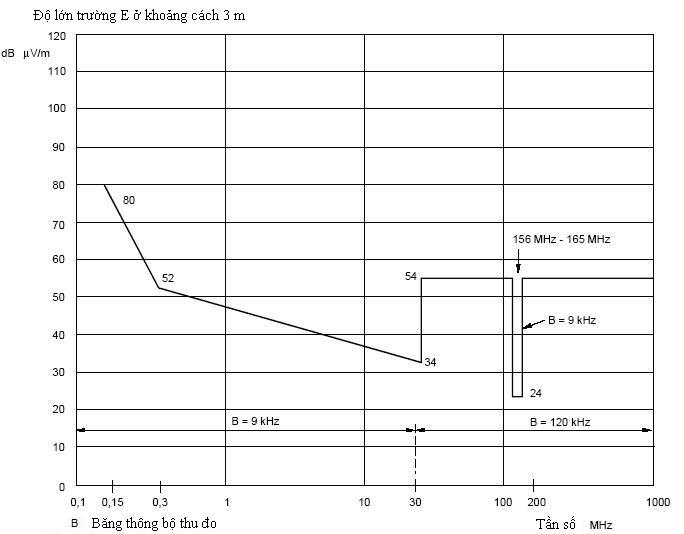 Độ lớn trường E ở khoảng cách 3 m
120
dB µV/m
110
100
90
80
80
70
156 MHz - 165 MHz
60
52
54
50
B = 9 kHz
40
34
30
24
20
B = 9 kHz
B = 120 kHz
10
0
0,1 0,15 0,3 1 10 30 100 200 1000
B Băng thông bộ thu đo Tần số MHz